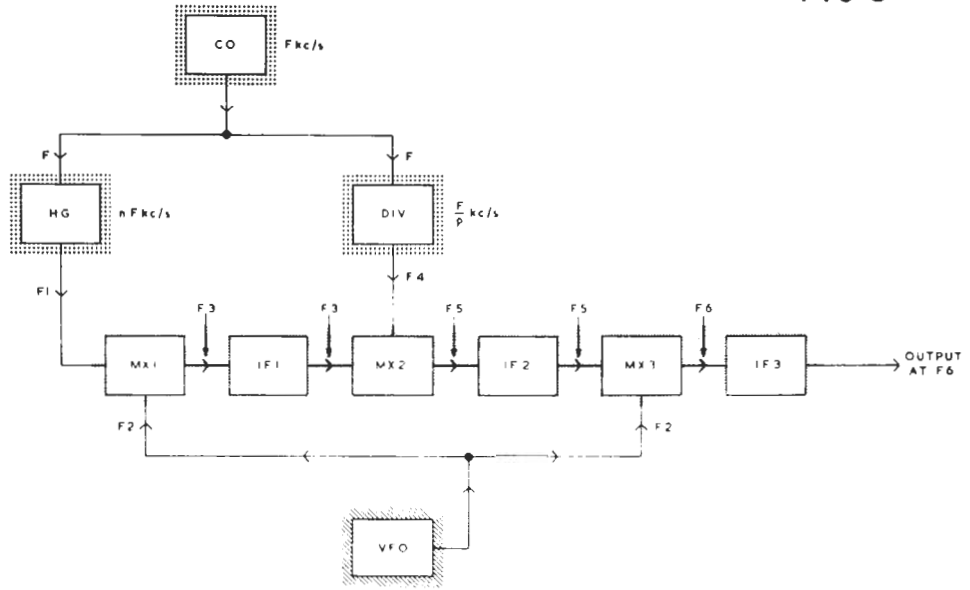 CO
F kc/s
F
F
HG
n F kc/s
DIV
F
P kc/s
F1
F4
F3
F3
F5
F5
F6
MX1
IF1
MX2
IF2
MX3
IF3
OUTPUT
AT F6
F2
F2
VFO